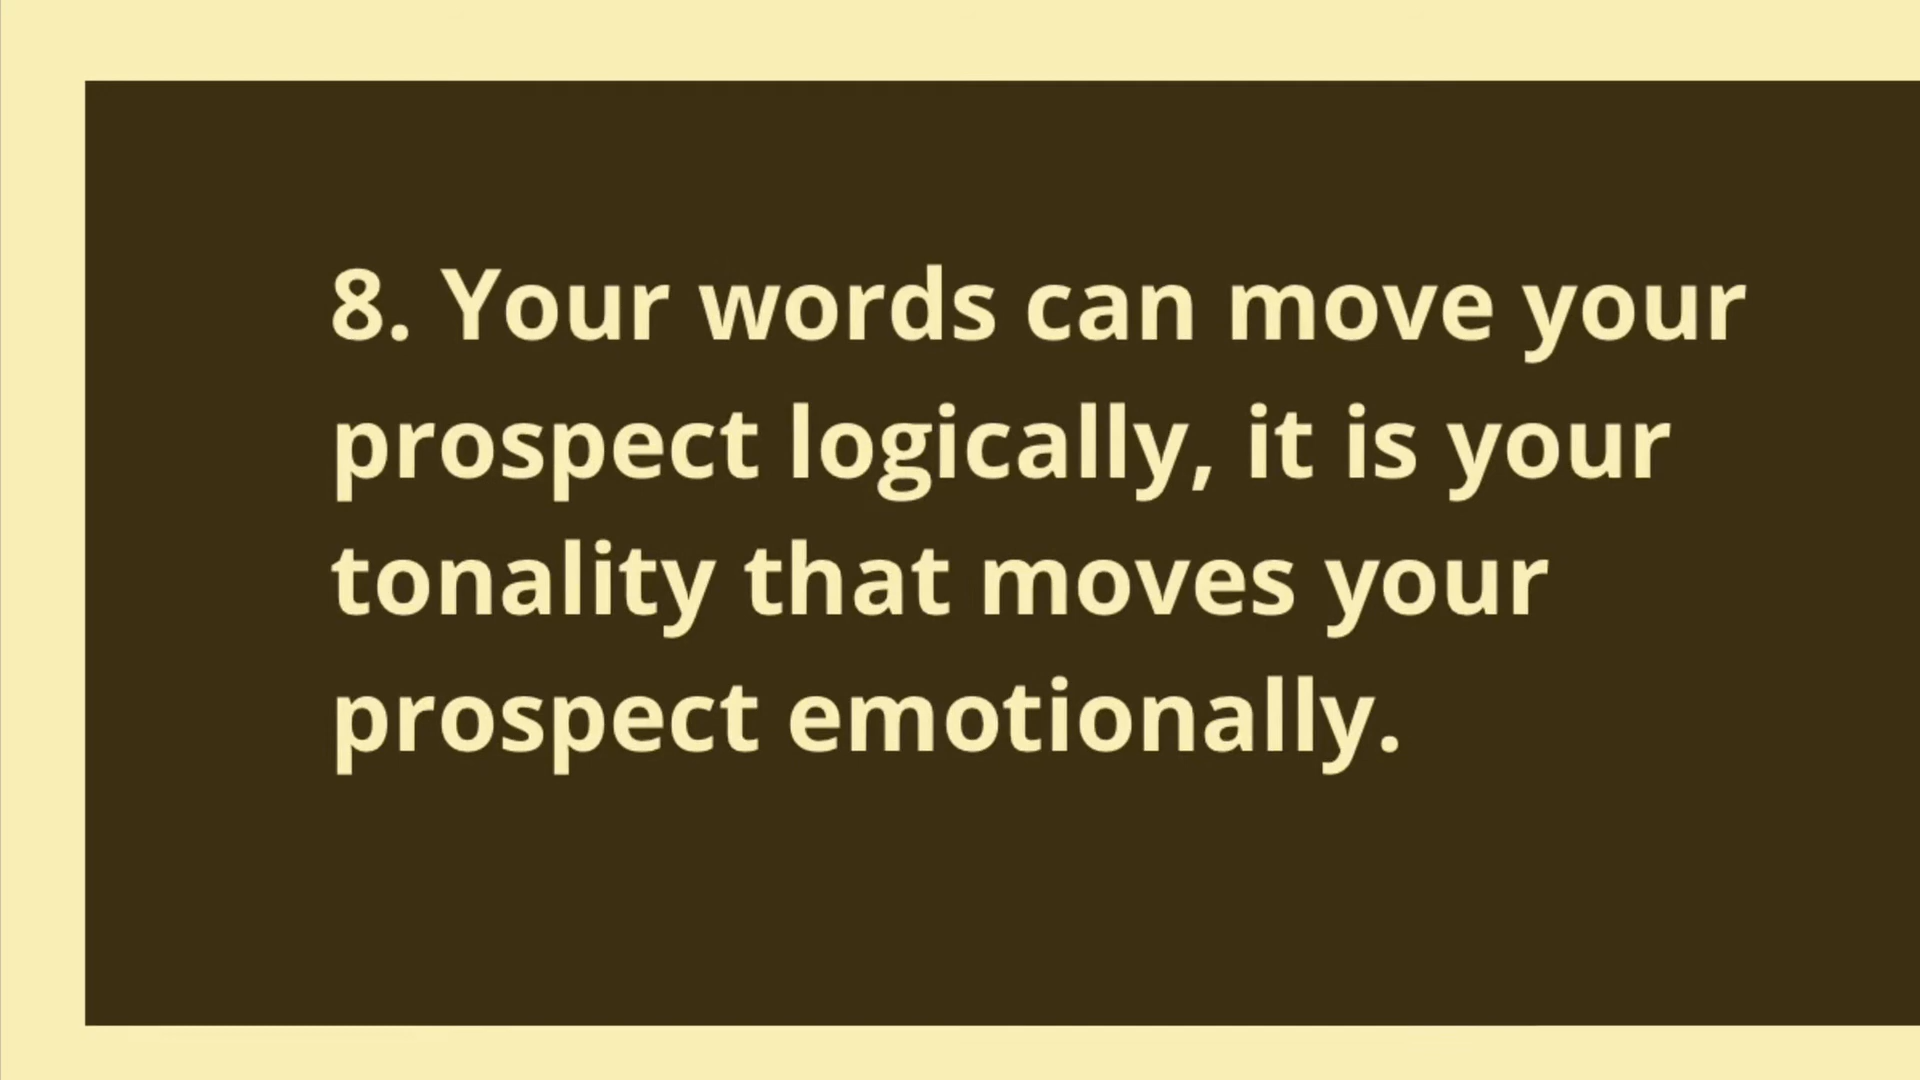 8. Your words can move your
prospect logically, it is your
tonality that moves your
prospect emotionally.